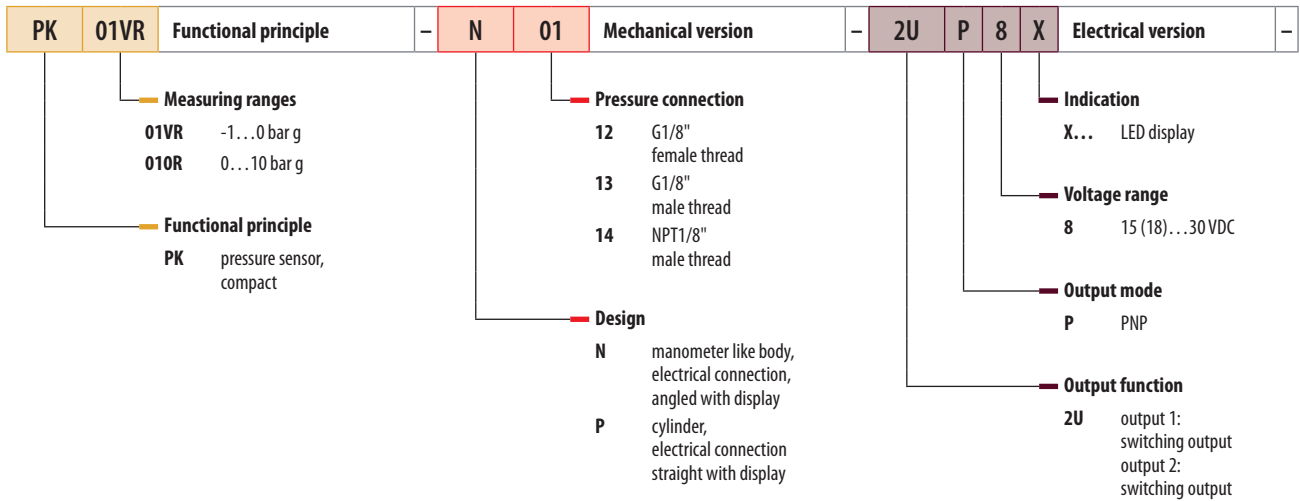 PK 01VR Functional principle – N 01 Mechanical version – 2U P 8 X Electrical version –
Measuring ranges
01VR -1…0 bar g
010R 0…10 bar g
Functional principle
PK pressure sensor,
compact
Pressure connection
12 G1/8"
female thread
13 G1/8"
male thread
14 NPT1/8"
male thread
Design
N manometer like body,
electrical connection,
angled with display
P cylinder,
electrical connection
straight with display
Indication
X… LED display
Voltage range
8 15 (18)…30 VDC
Output mode
P PNP
Output function
2U output 1:
switching output
output 2:
switching output